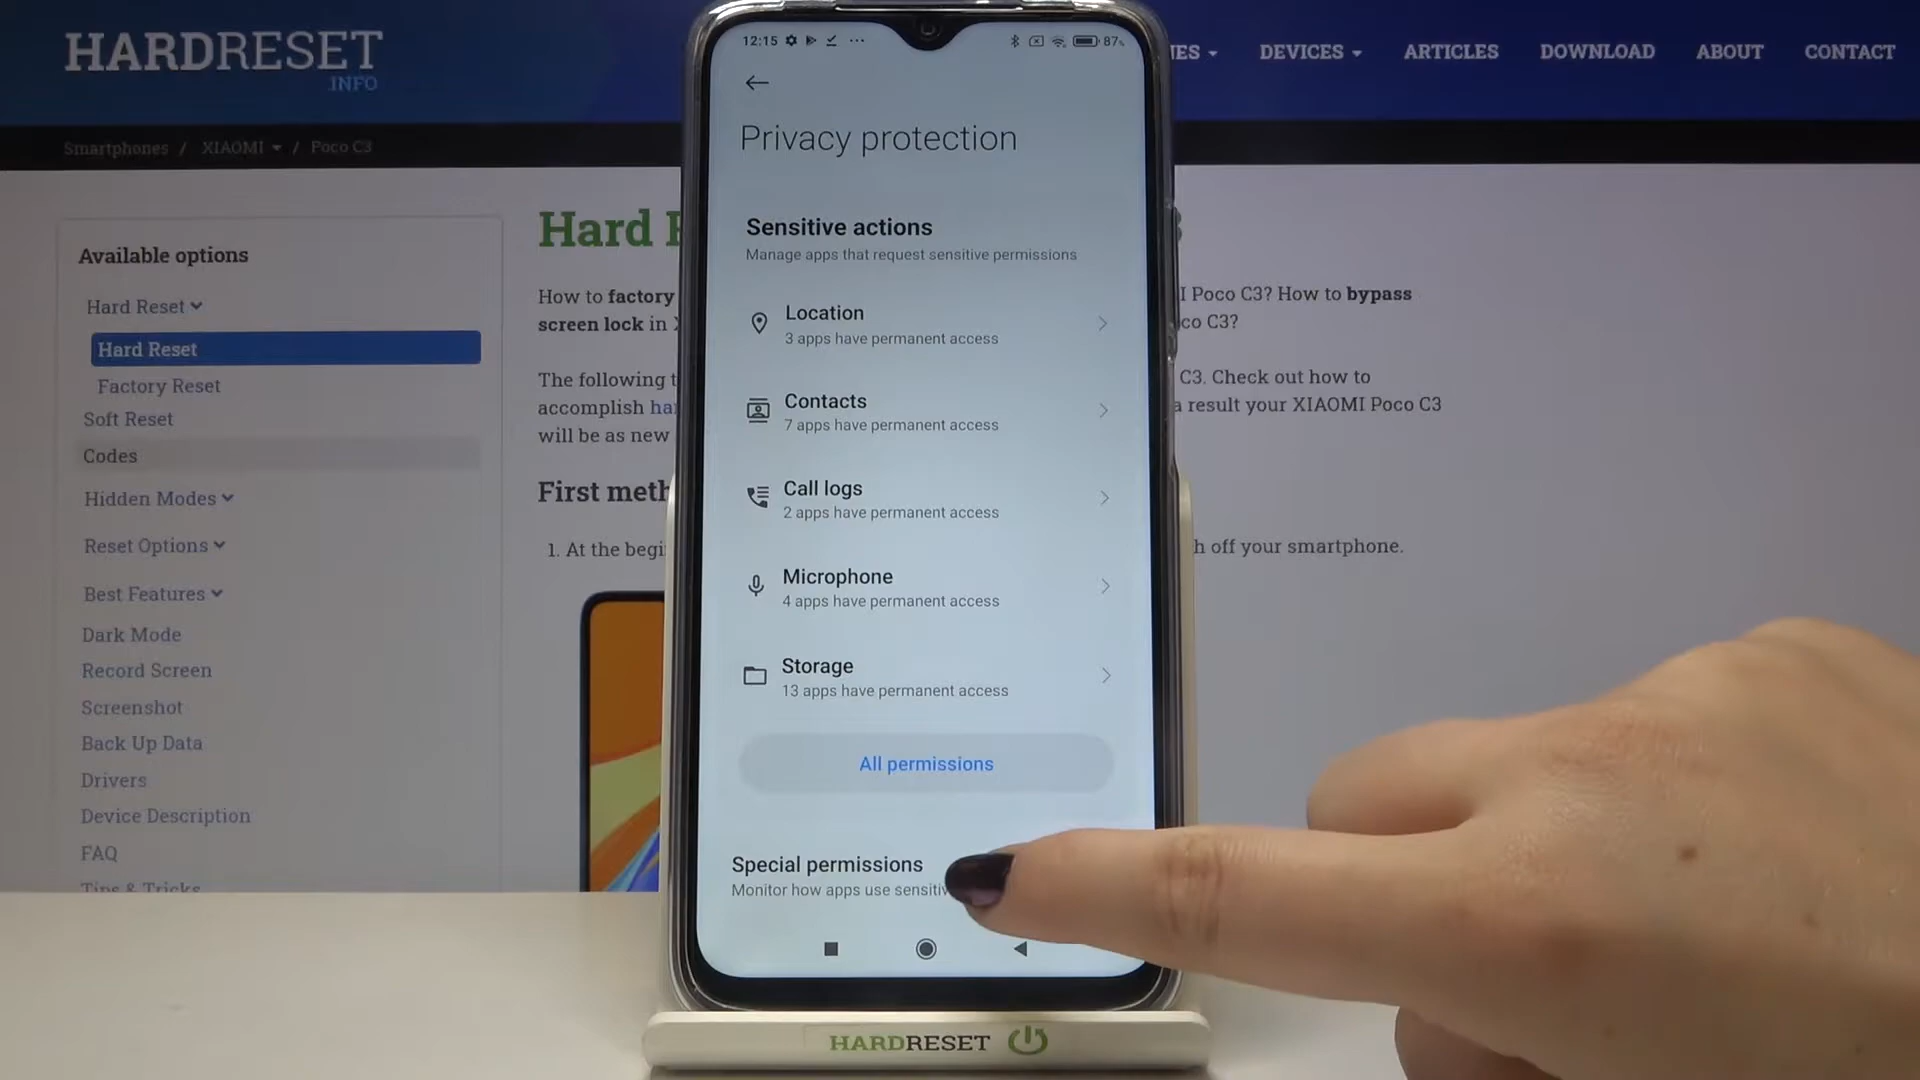 HARDRESET
.INFO
DEVICES
ARTICLES
DOWNLOAD
ABOUT
CONTACT
Smartphones / XIAOMI / Poco C3
Available options
Hard Reset
Hard Reset
Factory Reset
Soft Reset
Codes
Hidden Modes
Reset Options
Best Features
Dark Mode
Record Screen
Screenshot
Back Up Data
Drivers
Device Description
FAQ
Tips & Tricks
Hard
How to factory
screen lock in
The following
accomplish
will be as new
First
1. At the
I Poco C3? How to bypass
C3?
C3. Check out how to
a result your XIAOMI Poco C3
off your smartphone.
12:15 ... 87%
Privacy protection
Sensitive actions
Manage apps that request sensitive permissions
Location
3 apps have permanent access
Contacts
7 apps have permanent access
Call logs
2 apps have permanent access
Microphone
4 apps have permanent access
Storage
13 apps have permanent access
All permissions
Special permissions
Monitor how apps use
HARDRESET